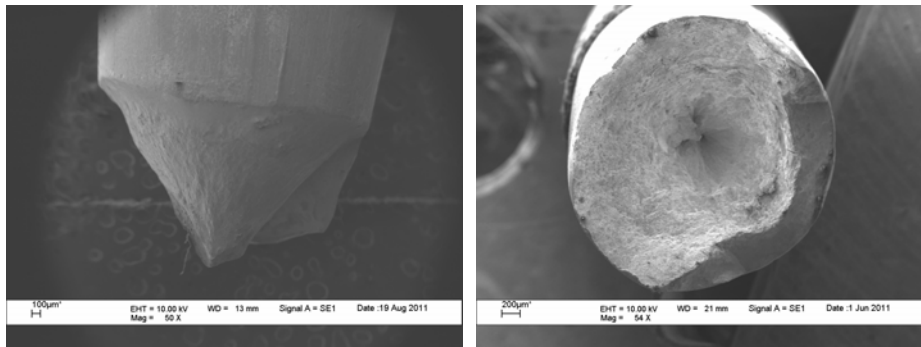 100µm*
EHT = 10.00 kV WD = 13 mm Signal A = SE1 Date :19 Aug 2011
Mag = 50 X
200µm*
EHT = 10.00 kV WD = 21 mm Signal A = SE1 Date :1 Jun 2011
Mag = 54 X